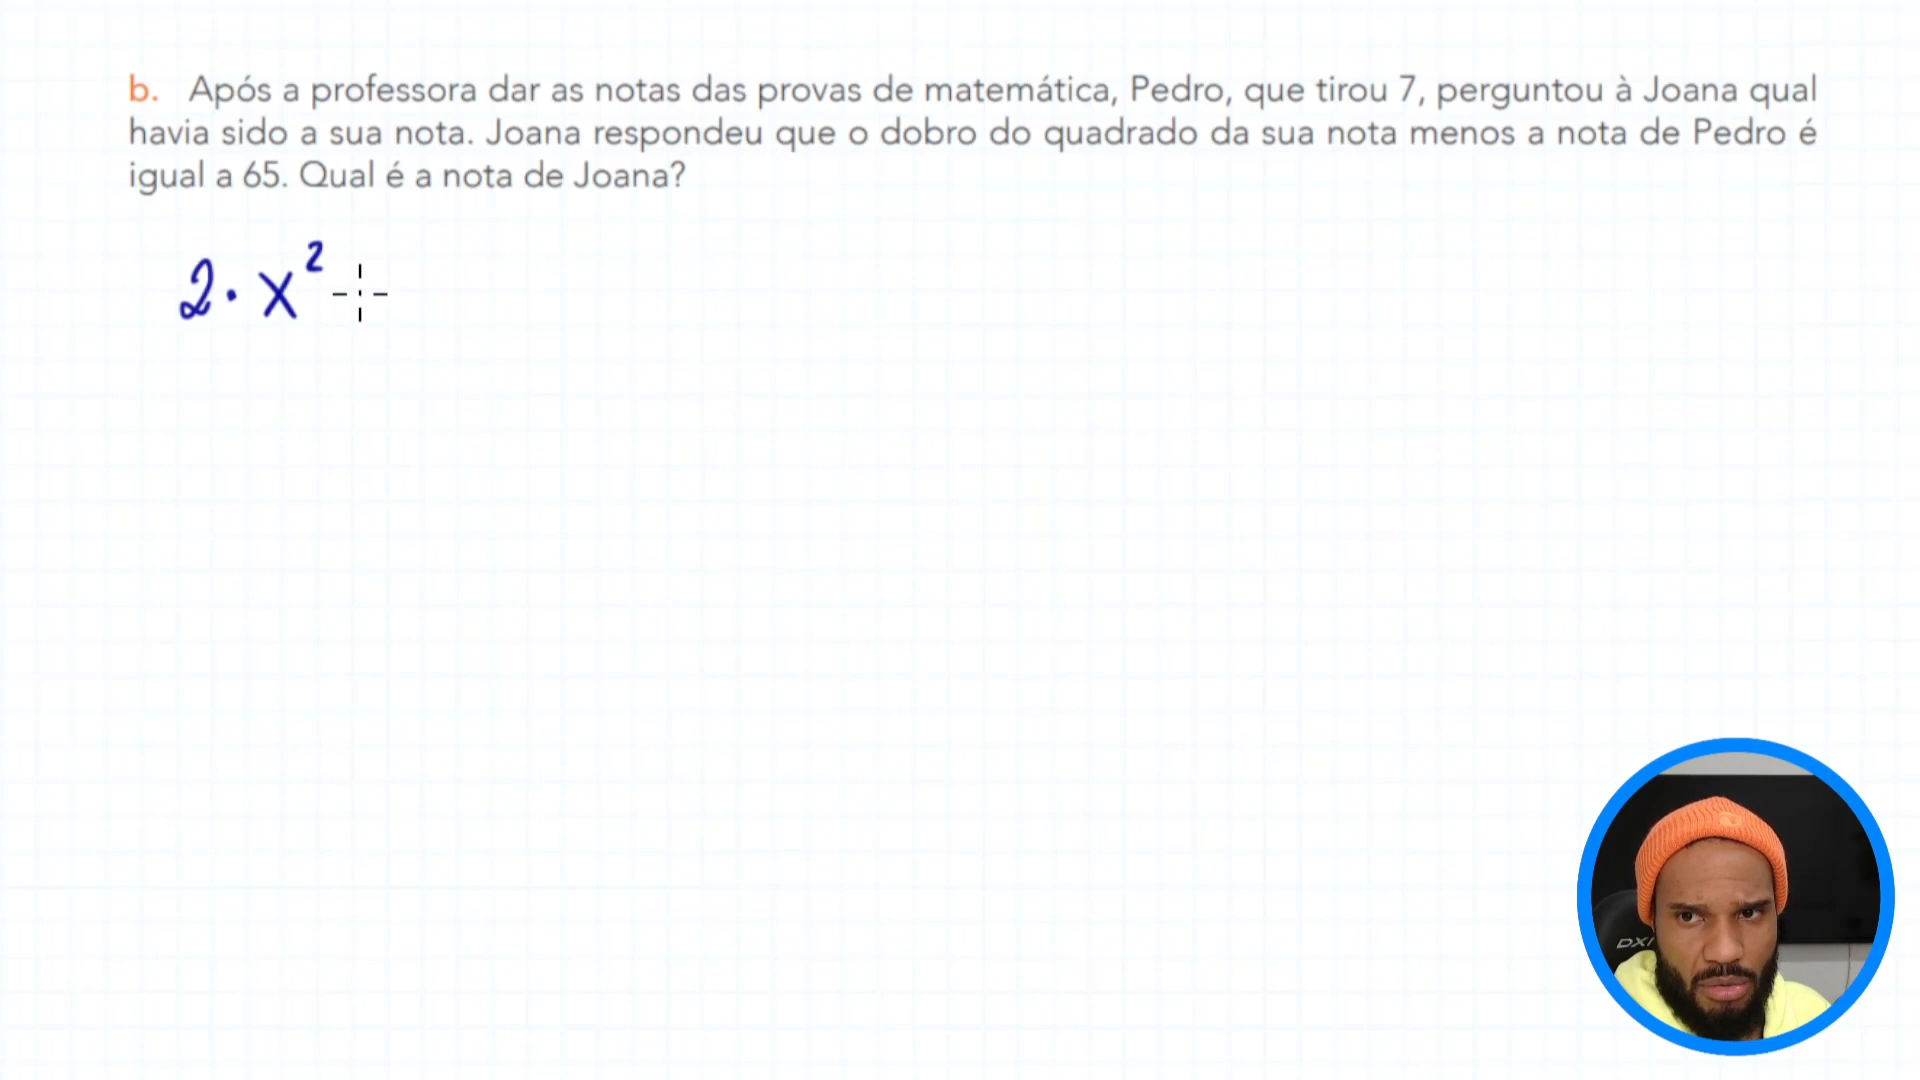 b. Após a professora dar as notas das provas de matemática, Pedro, que tirou 7, perguntou à Joana qual
havia sido a sua nota. Joana respondeu que o dobro do quadrado da sua nota menos a nota de Pedro é
igual a 65. Qual é a nota de Joana?
2 · x²
DXR